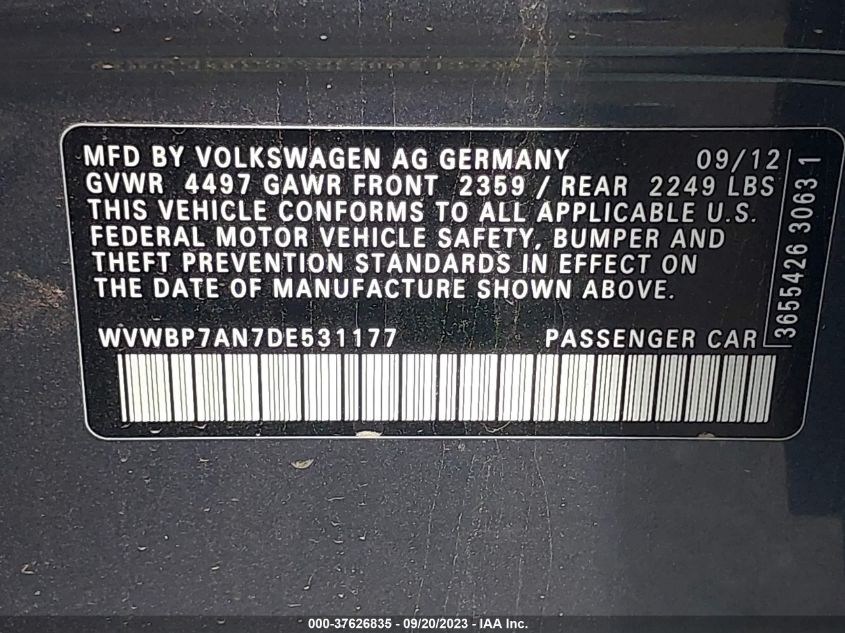 MFD BY VOLKSWAGEN AG GERMANY 09/12
GVWR 4497 GAWR FRONT 2359 / REAR 2249 LBS
THIS VEHICLE CONFORMS TO ALL APPLICABLE U.S.
FEDERAL MOTOR VEHICLE SAFETY, BUMPER AND
THEFT PREVENTION STANDARDS IN EFFECT ON
THE DATE OF MANUFACTURE SHOWN ABOVE.
WVWBP7AN7DE531177 PASSENGER CAR
3655426 3063 1
000-37626835 - 09/20/2023 - IAA Inc.